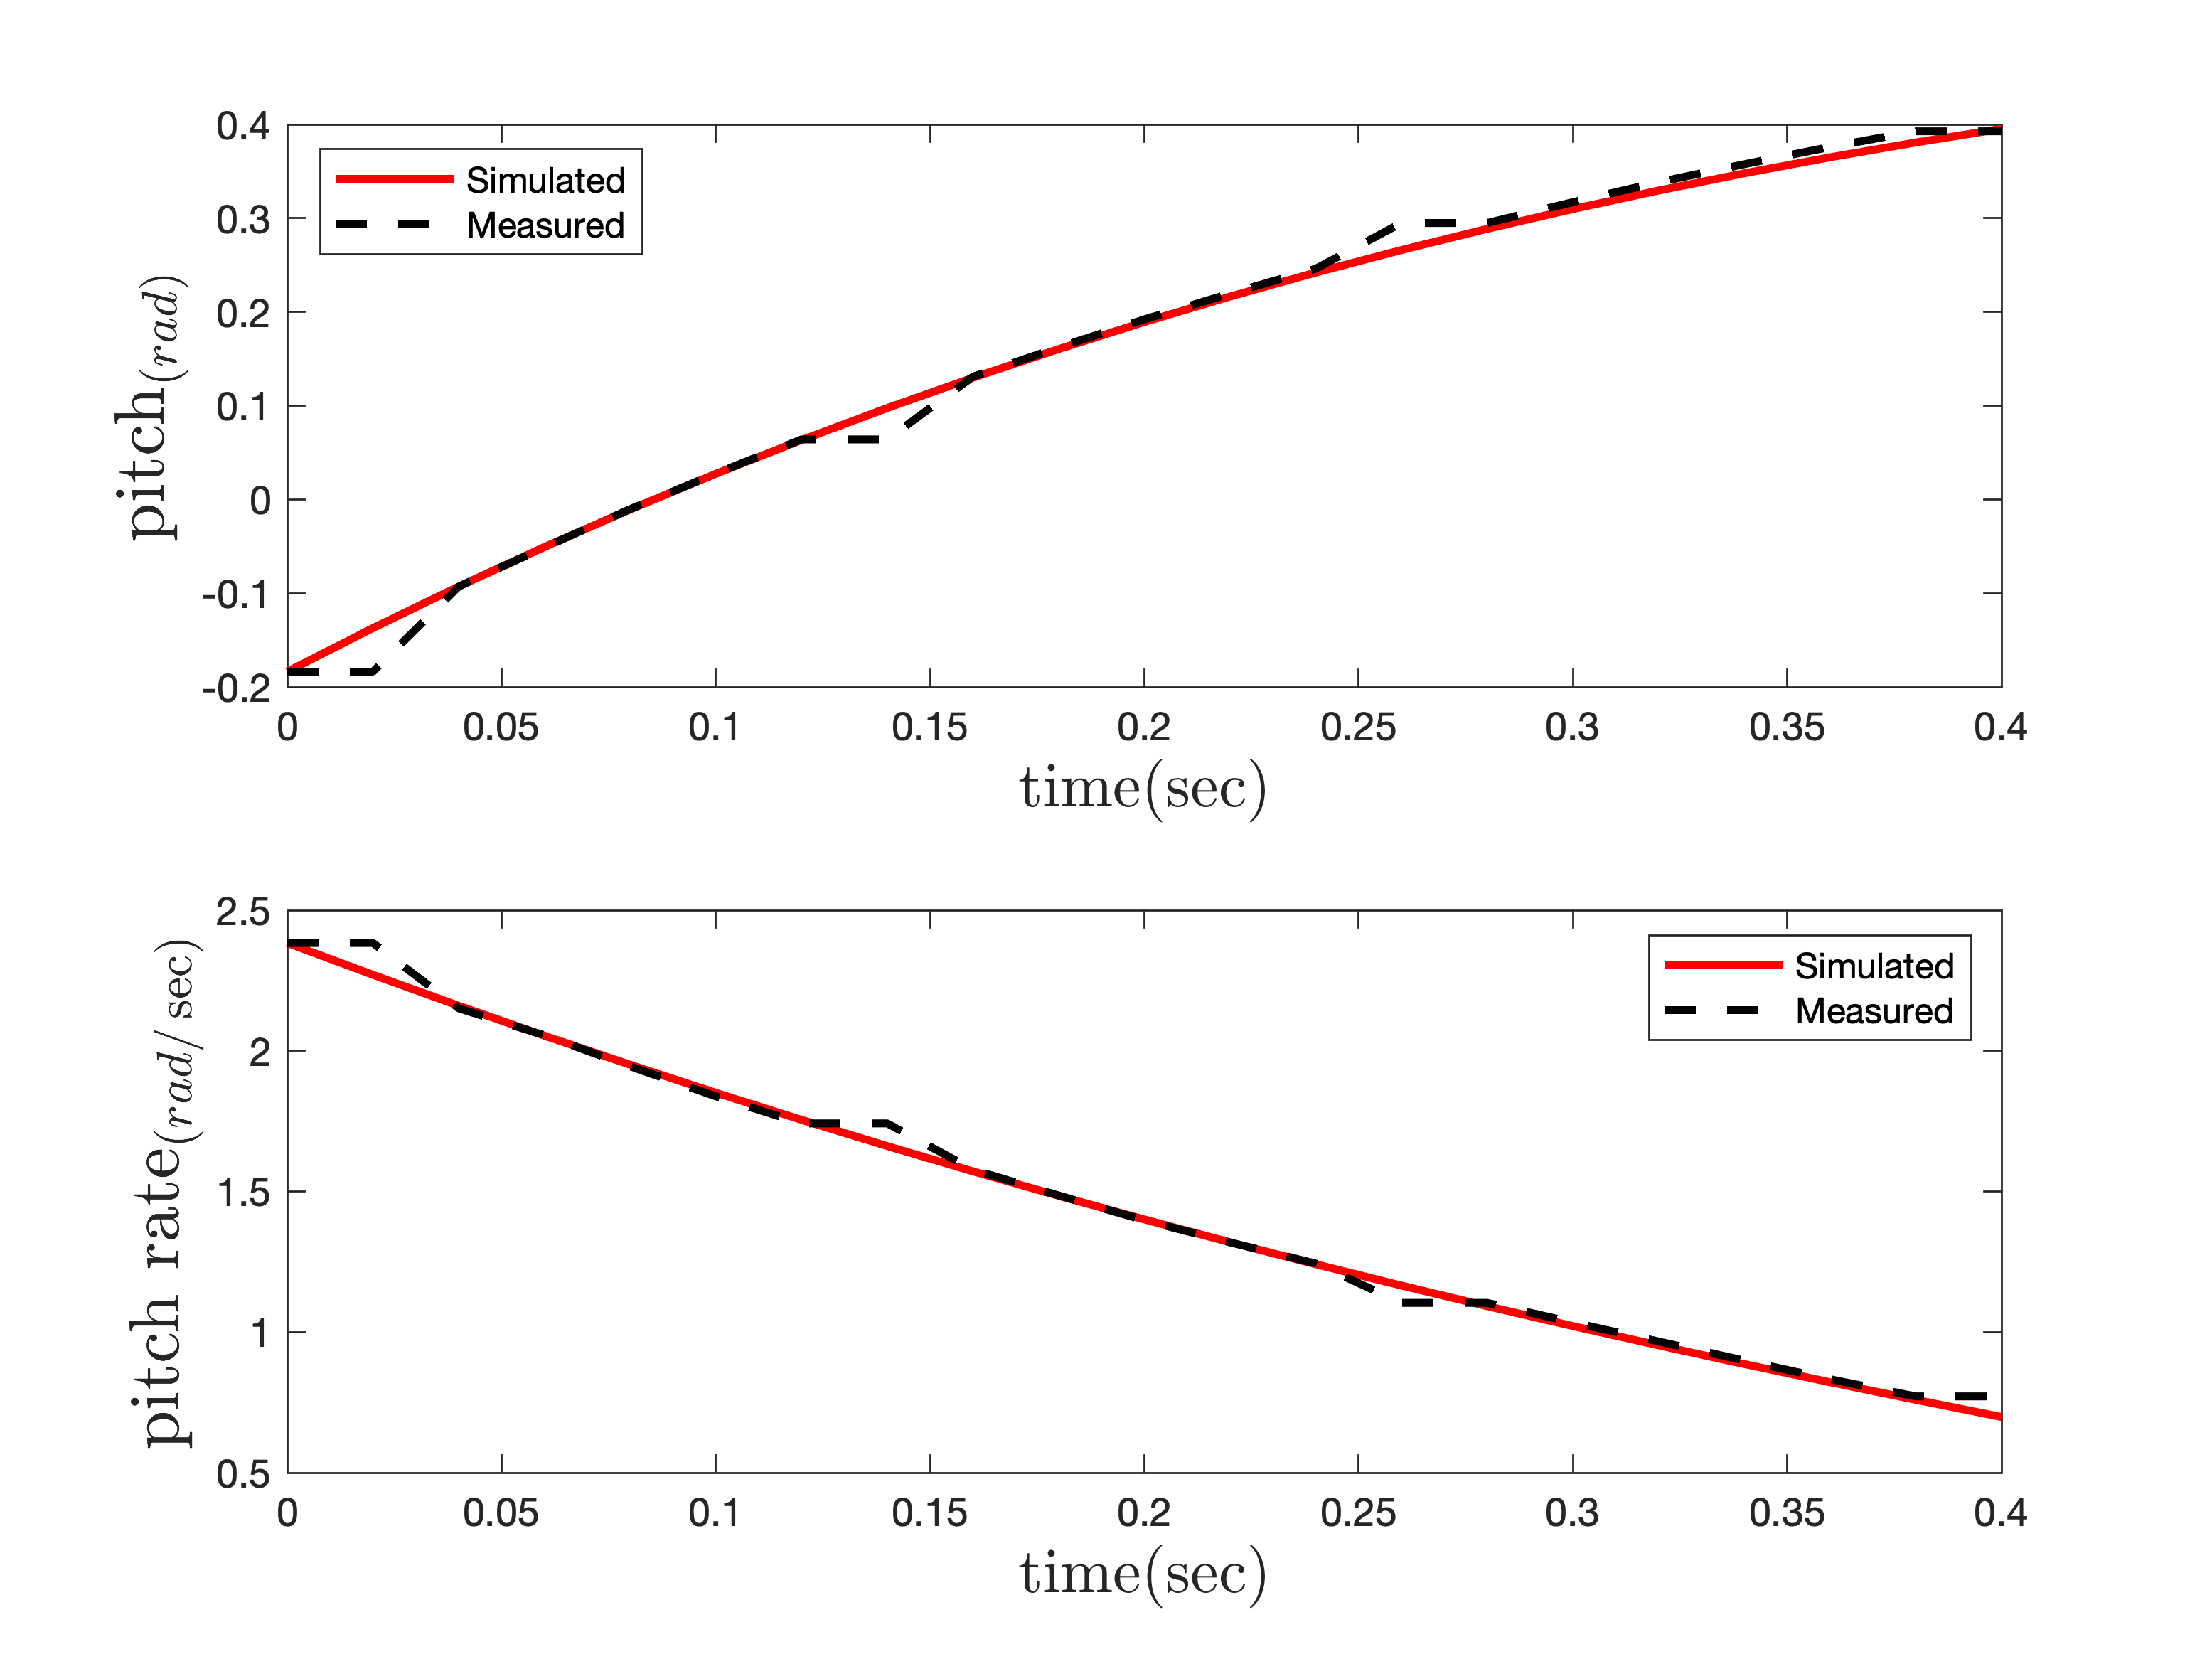 0.4
0.3
0.2
0.1
0
-0.1
-0.2
pitch(rad)
Simulated
Measured
0 0.05 0.1 0.15 0.2 0.25 0.3 0.35 0.4
time(sec)
2.5
2
1.5
1
0.5
pitch rate(rad/sec)
Simulated
Measured
0 0.05 0.1 0.15 0.2 0.25 0.3 0.35 0.4
time(sec)